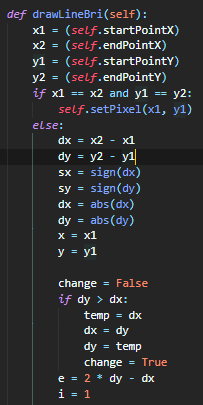 def drawLineBri(self):
    x1 = (self.startPointX)
    x2 = (self.endPointX)
    y1 = (self.startPointY)
    y2 = (self.endPointY)
    if x1 == x2 and y1 == y2:
        self.setPixel(x1, y1)
    else:
        dx = x2 - x1
        dy = y2 - y1
        sx = sign(dx)
        sy = sign(dy)
        dx = abs(dx)
        dy = abs(dy)
        x = x1
        y = y1
        change = False
        if dy > dx:
            temp = dx
            dx = dy
            dy = temp
            change = True
        e = 2 * dy - dx
        i = 1